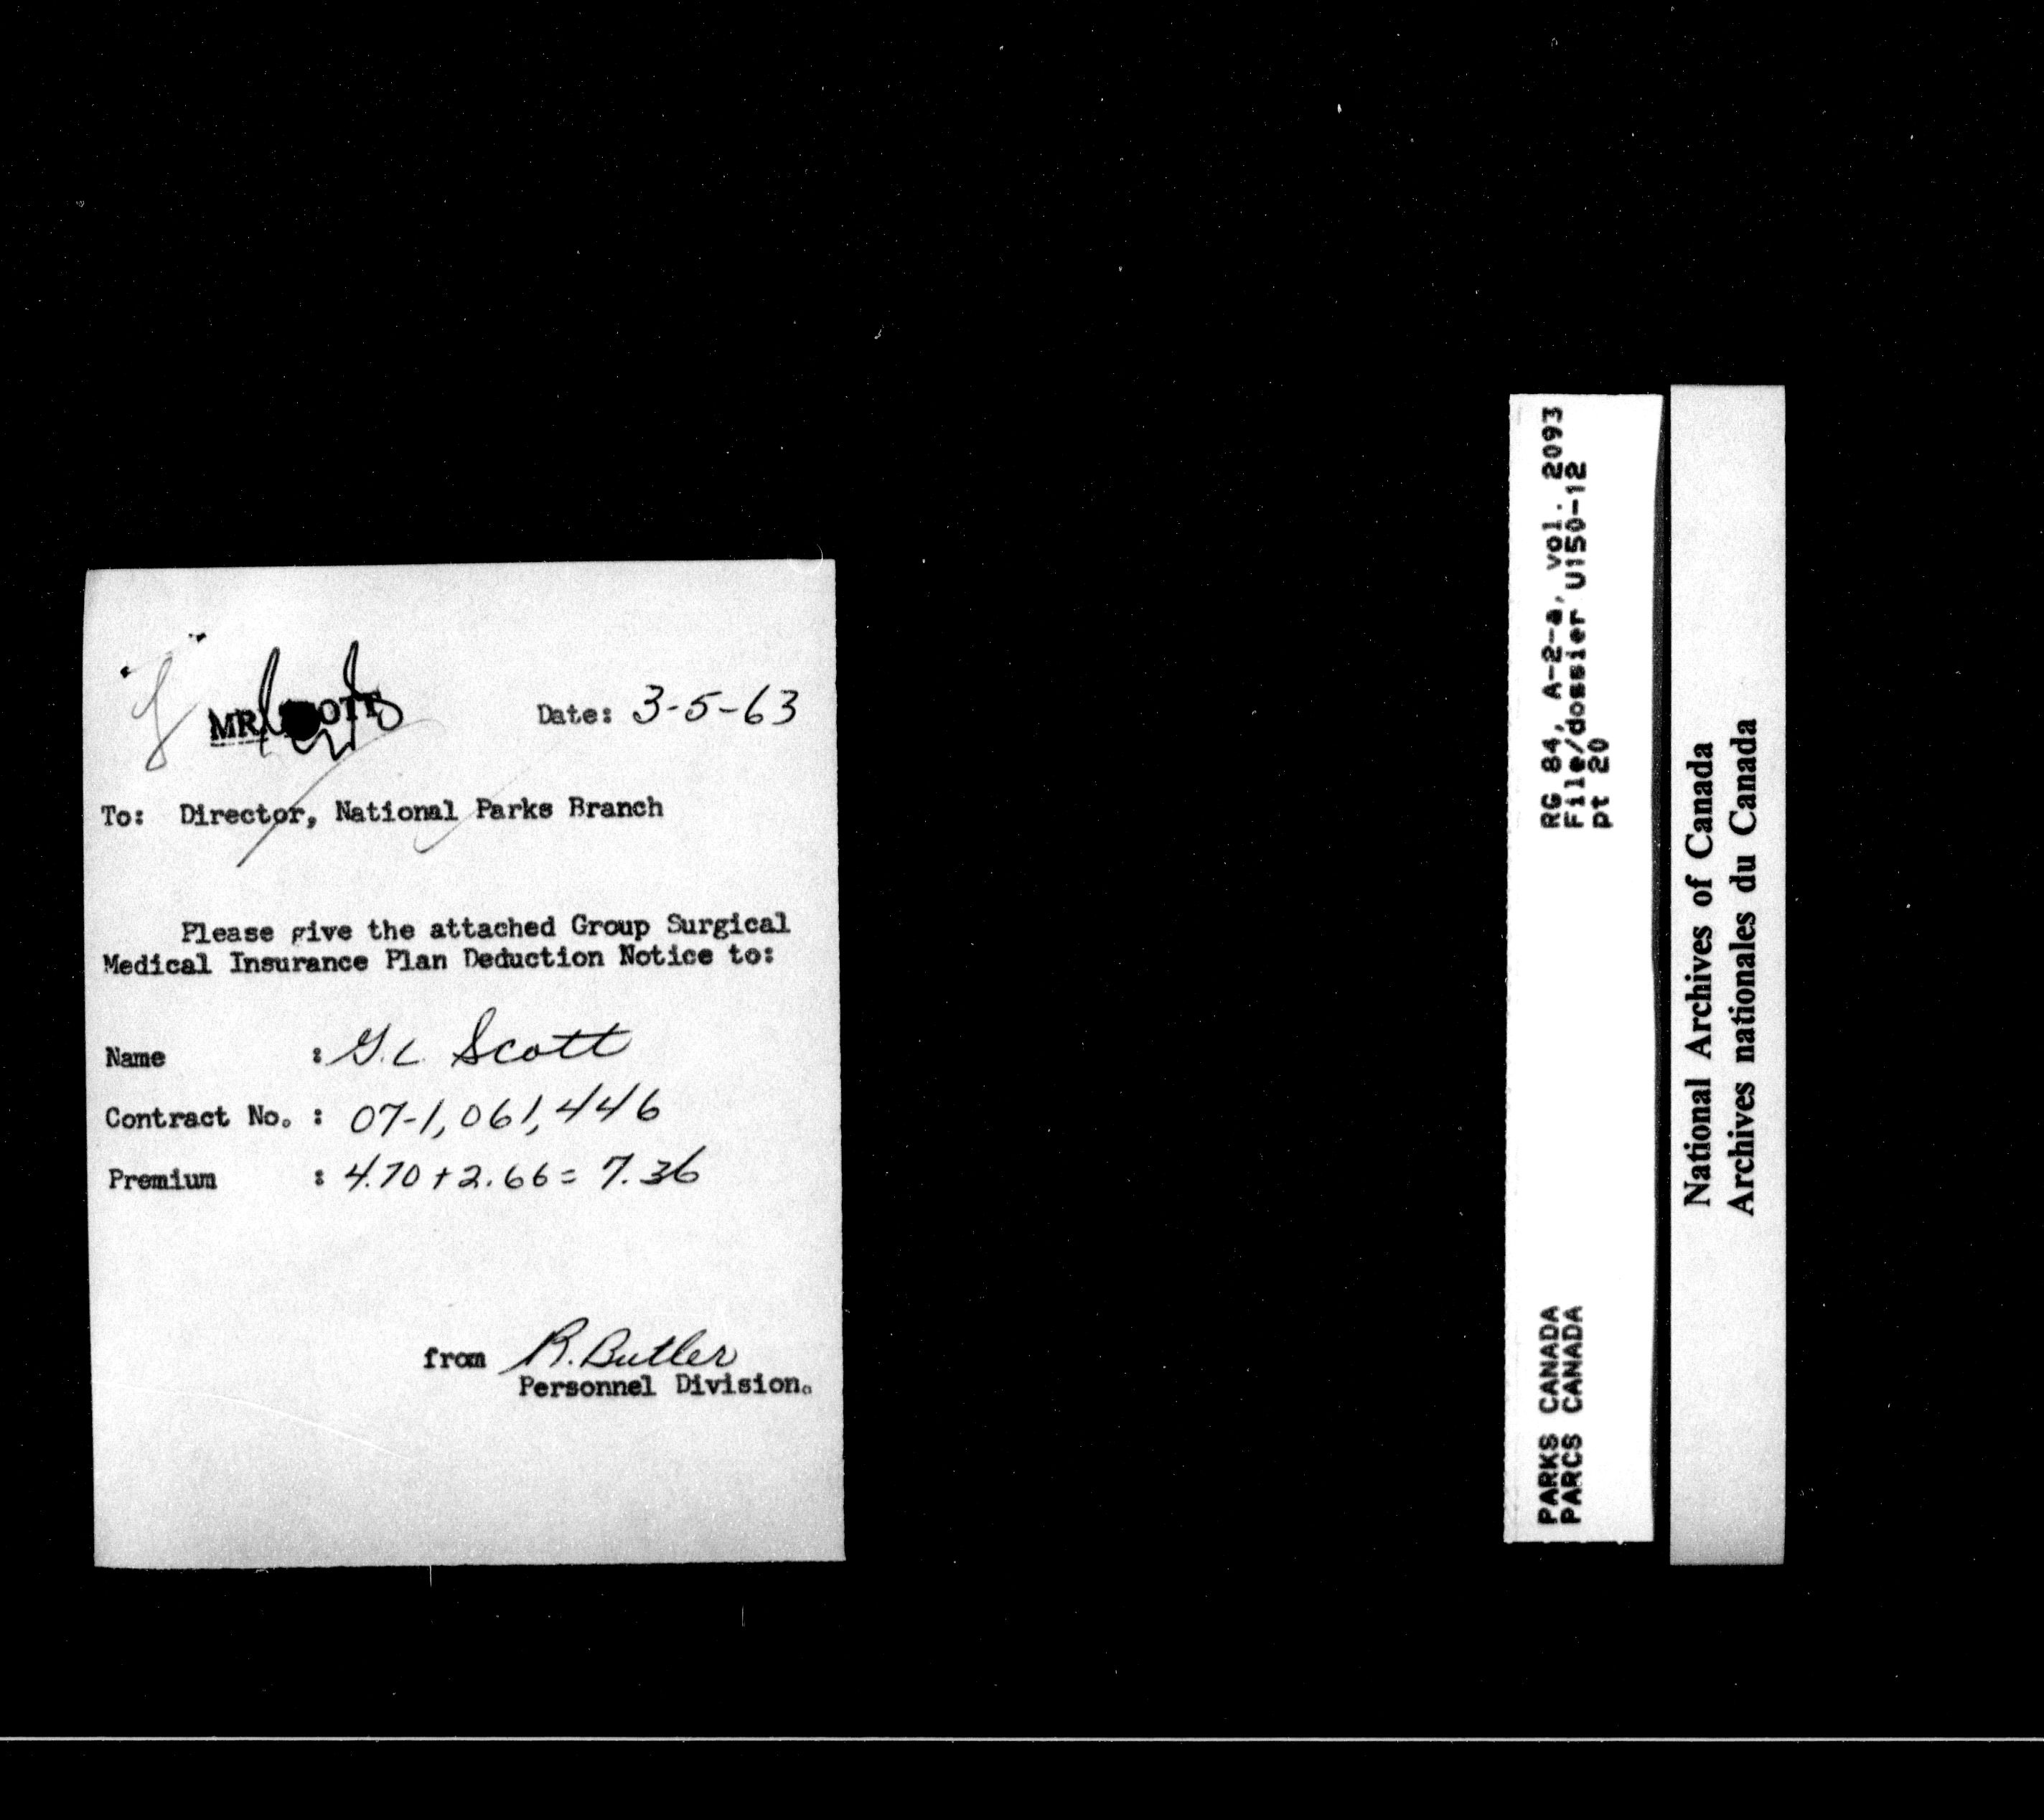 MR. SCOTT
Date: 3-5-63
To: Director, National Parks Branch
Please give the attached Group Surgical
Medical Insurance Plan Deduction Notice to:
Name : G.L. Scott
Contract No. : 07-1,061,446
Premium : 4.70 + 2.66 = 7.36
from R. Butler
Personnel Division.
RG 84, A-2-a, vol. 2093
File/dossier U150-12
pt 20
PARKS CANADA
PARCS CANADA
National Archives of Canada
Archives nationales du Canada